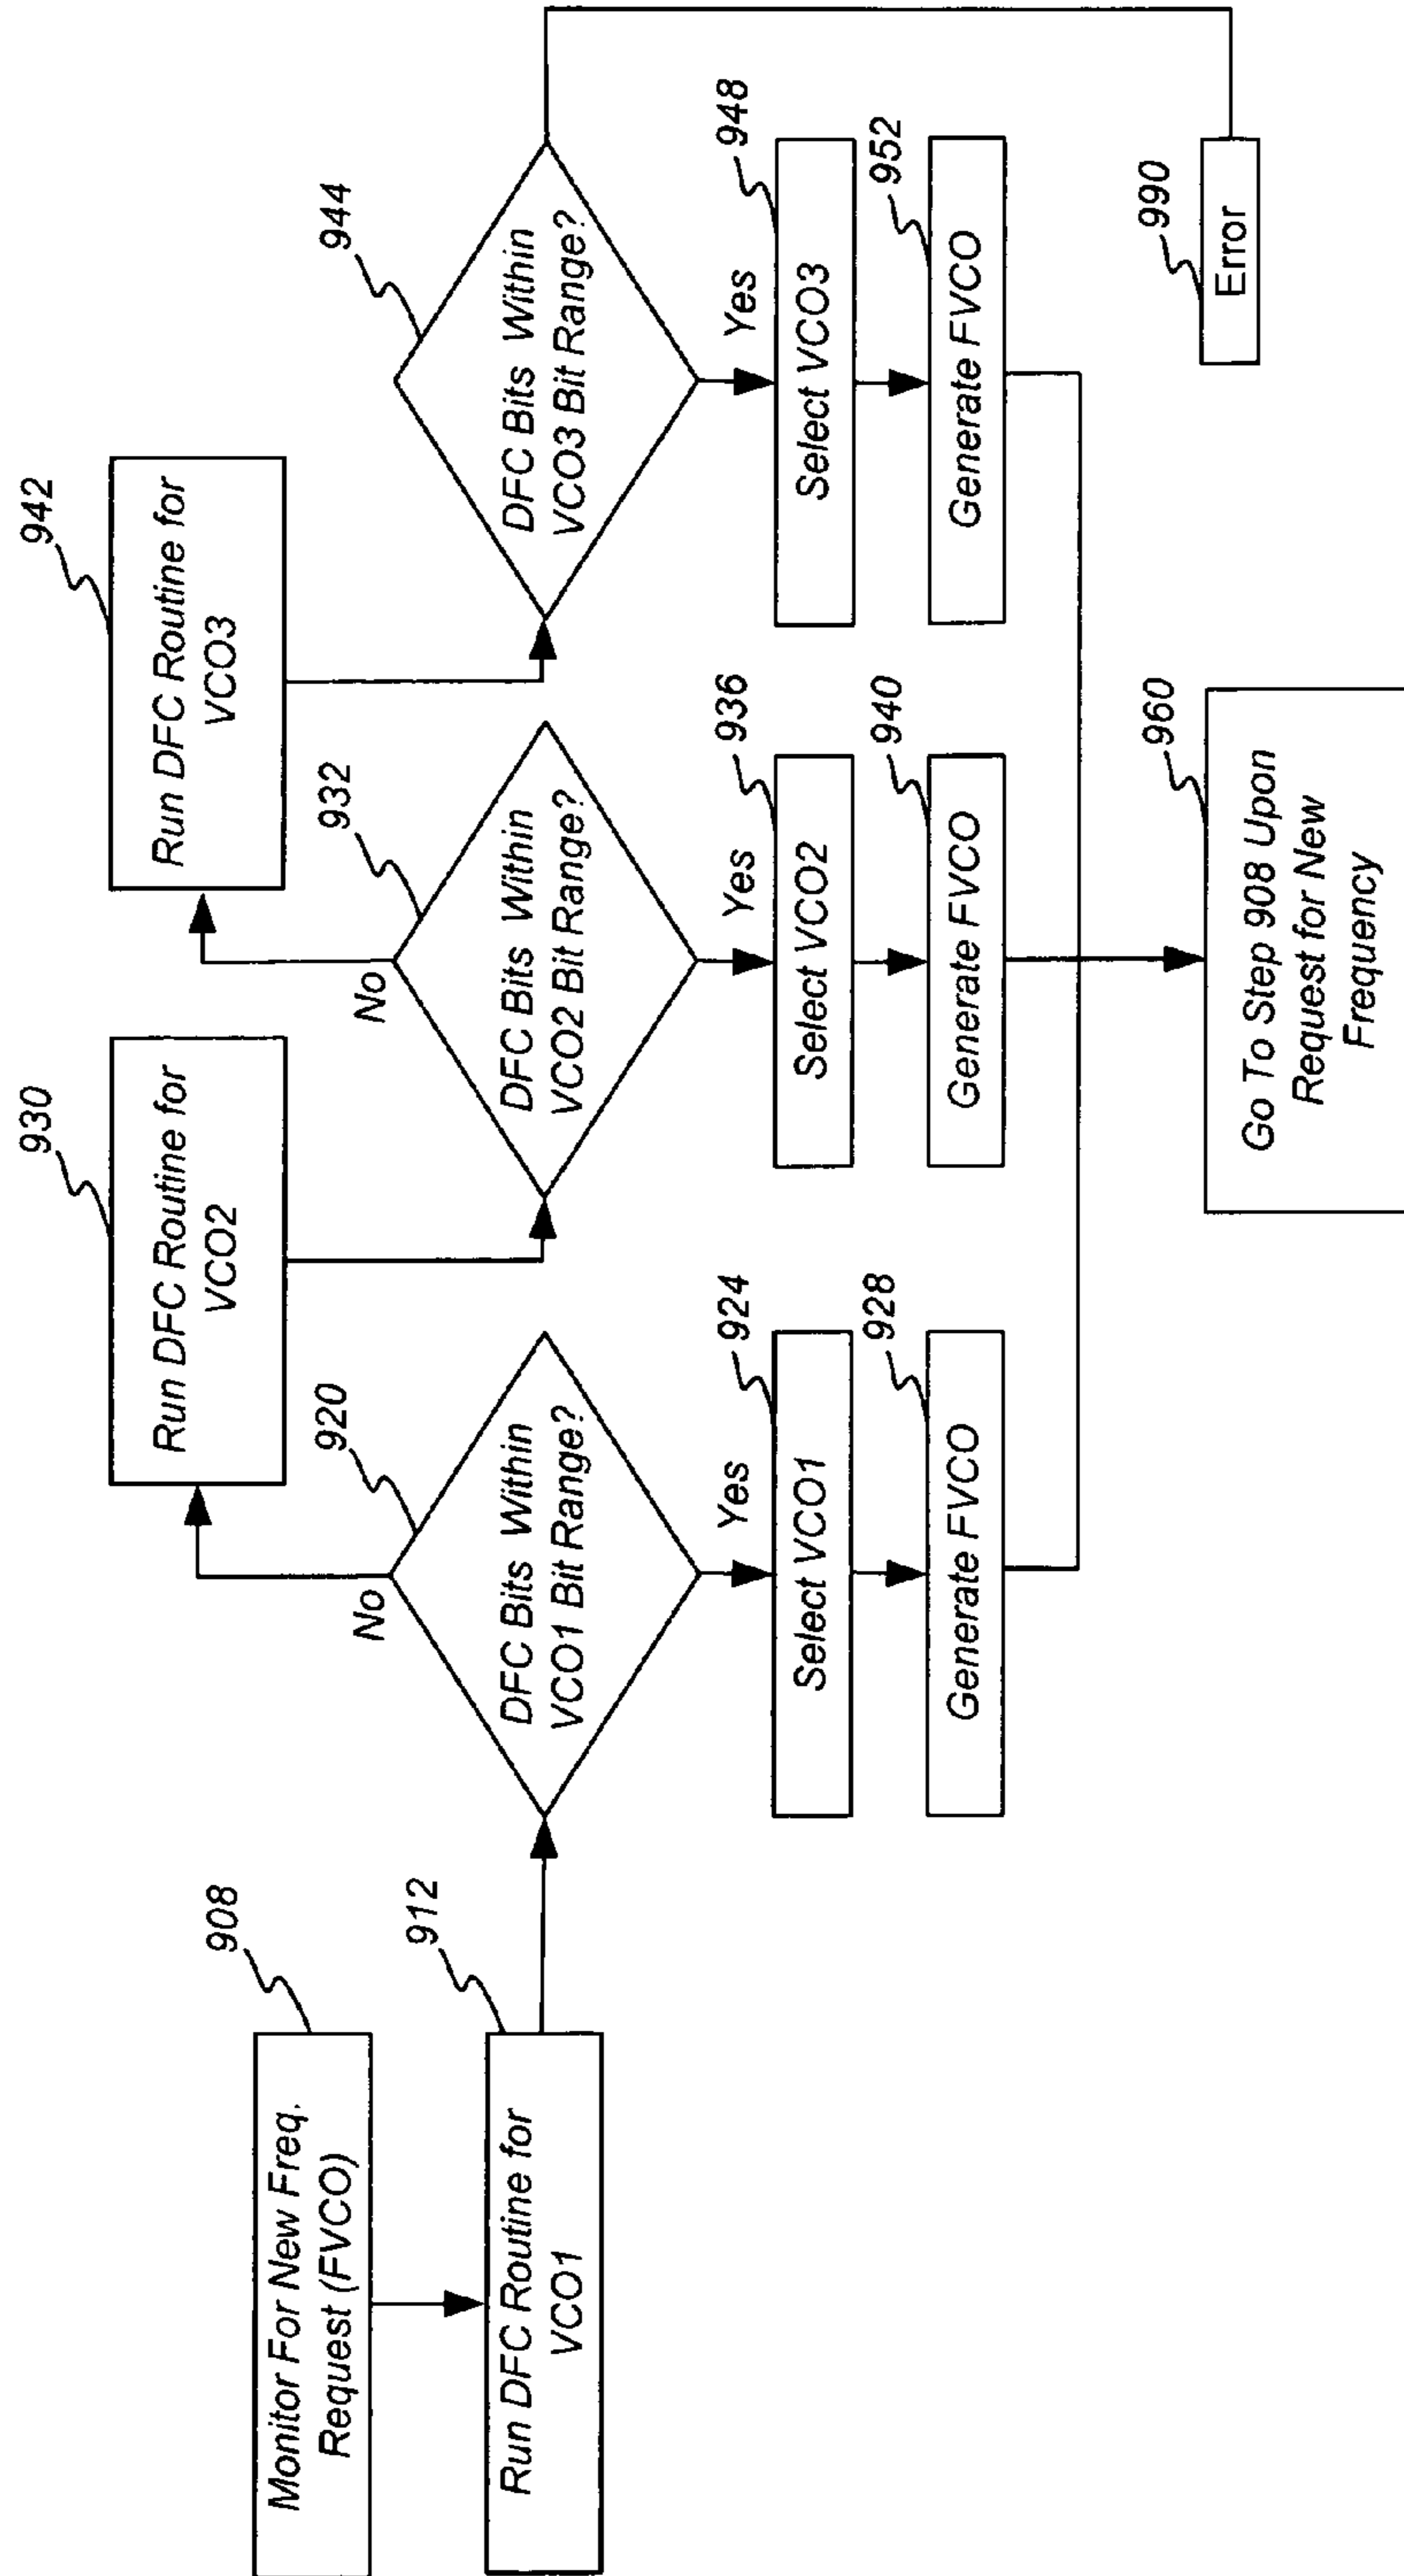 908
Monitor For New Freq.
Request (FVCO)
912
Run DFC Routine for
VCO1
920
DFC Bits Within
VCO1 Bit Range?
No
Yes
924
Select VCO1
928
Generate FVCO
930
Run DFC Routine for
VCO2
932
DFC Bits Within
VCO2 Bit Range?
No
Yes
936
Select VCO2
940
Generate FVCO
942
Run DFC Routine for
VCO3
944
DFC Bits Within
VCO3 Bit Range?
Yes
948
Select VCO3
952
Generate FVCO
960
Go To Step 908 Upon
Request for New
Frequency
990
Error